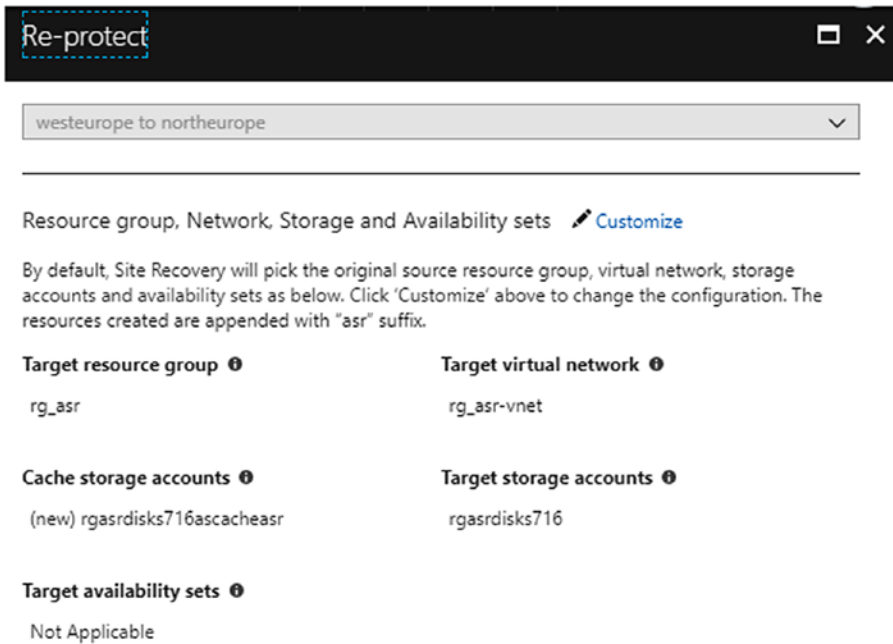 Re-protect
westeurope to northeurope
Resource group, Network, Storage and Availability sets Customize
By default, Site Recovery will pick the original source resource group, virtual network, storage
accounts and availability sets as below. Click 'Customize' above to change the configuration. The
resources created are appended with "asr" suffix.
Target resource group
Target virtual network
rg_asr
rg_asr-vnet
Cache storage accounts
Target storage accounts
(new) rgasrdisks716ascacheasr
rgasrdisks716
Target availability sets
Not Applicable